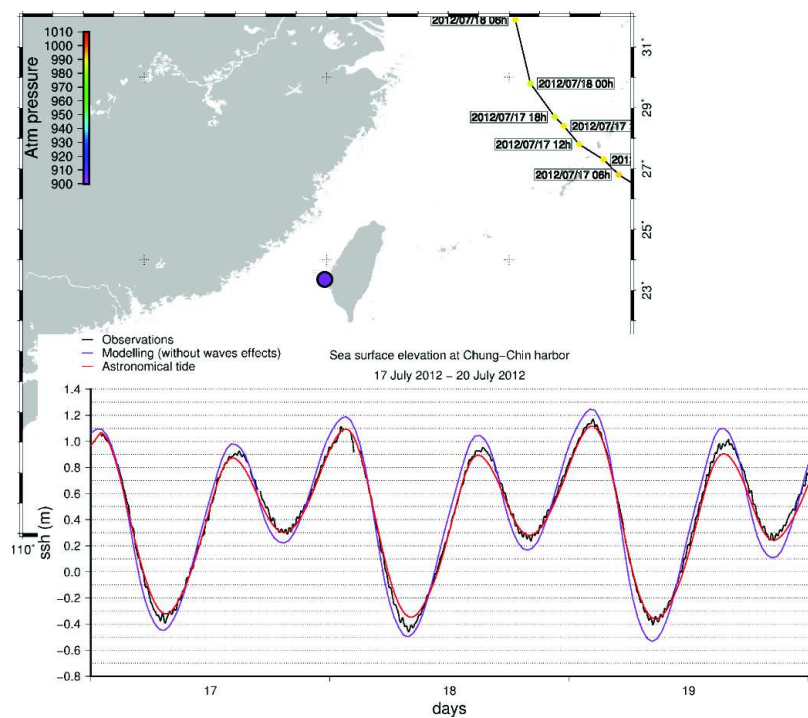 2012/07/18 06h
2012/07/18 00h
2012/07/17 18h
2012/07/17
2012/07/17 12h
2012/07/17 06h
Atm pressure
1010
990
980
970
960
950
940
930
920
910
900
31°
29°
27°
25°
23°
110°
Observations
Modelling (without waves effects)
Astronomical tide
Sea surface elevation at Chung-Chin harbor
17 July 2012 - 20 July 2012
ssh (m)
1.4
1.2
1.0
0.8
0.6
0.4
0.2
0.0
-0.2
-0.4
-0.6
-0.8
17
18
19
days